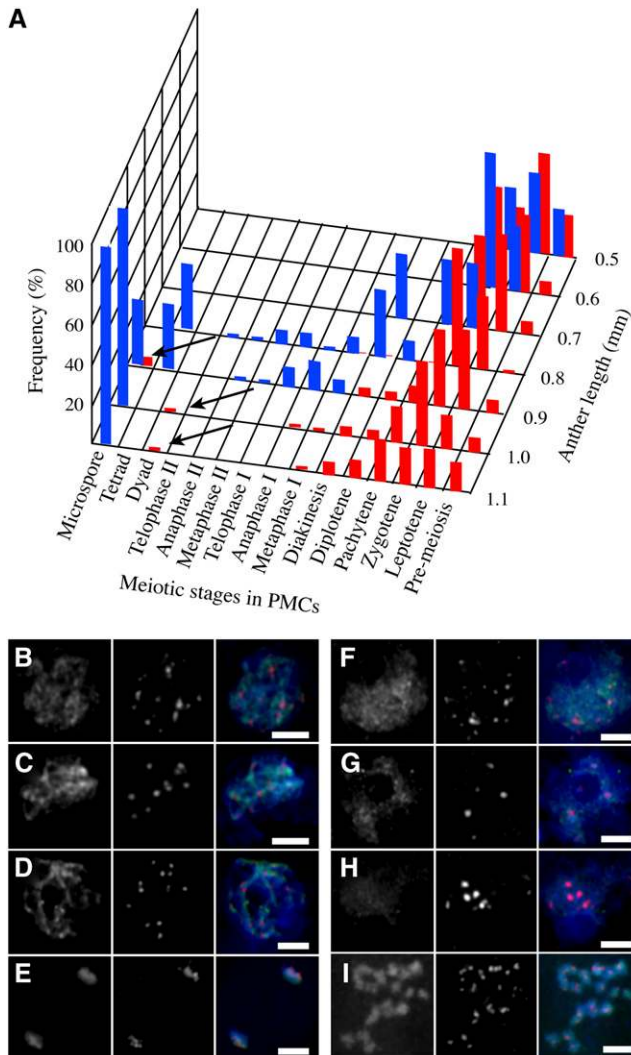 A
Frequency (%)
100
80
60
40
20
Microspore
Tetrad
Dyad
Telophase II
Anaphase II
Metaphase II
Telophase I
Anaphase I
Metaphase I
Diakinesis
Diplotene
Pachytene
Zygotene
Leptotene
Pre-meiosis
Meiotic stages in PMCs
0.5
0.6
0.7
0.8
0.9
1.0
1.1
Anther length (mm)
B
F
C
G
D
H
E
I